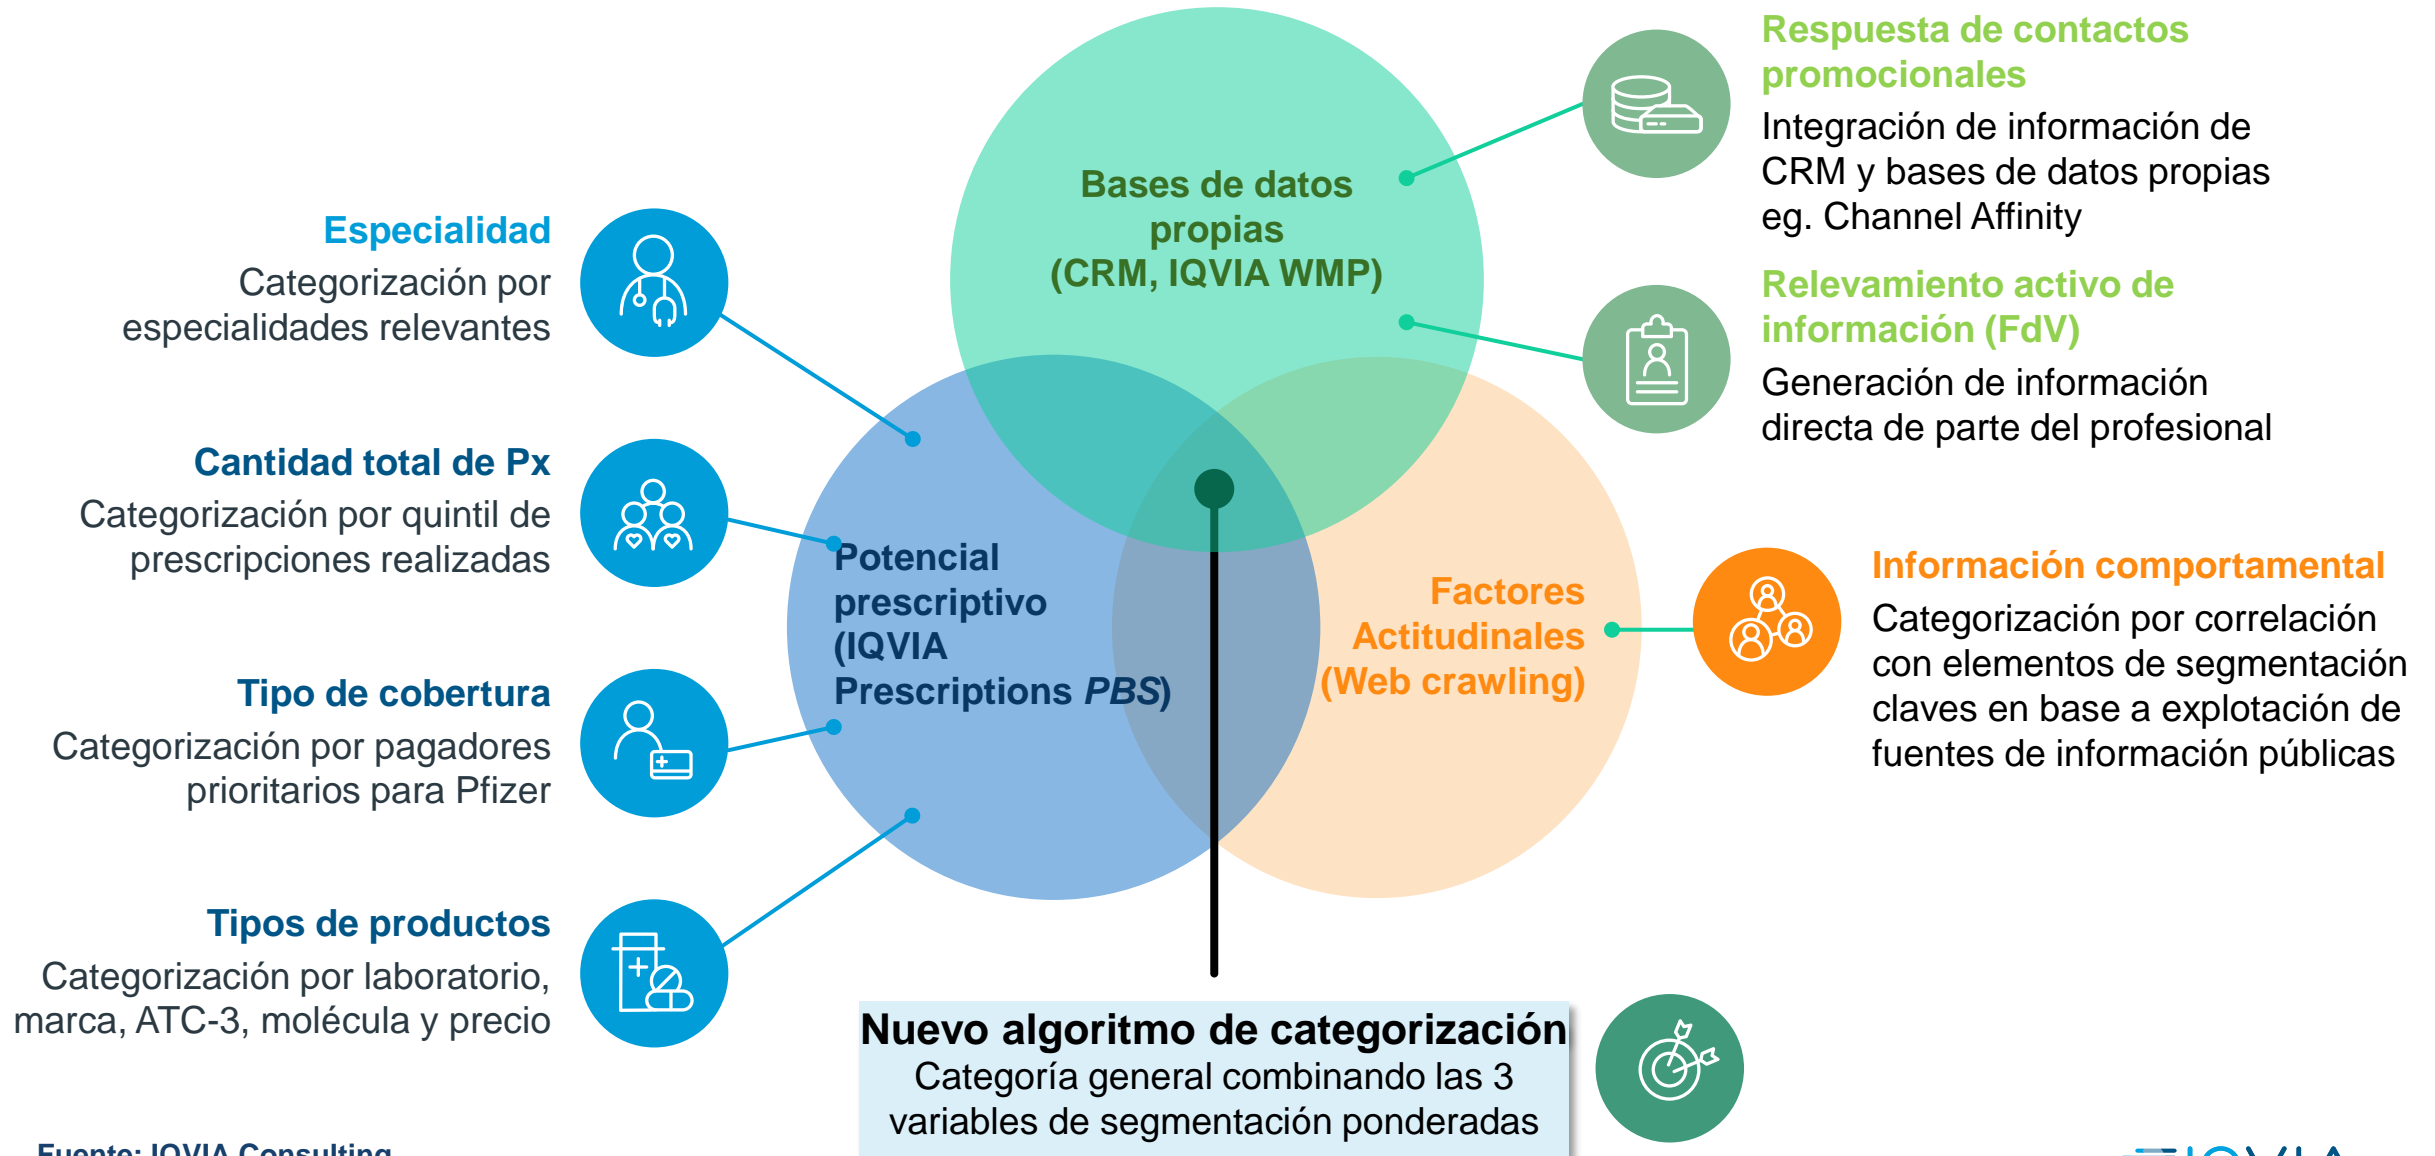 Especialidad
Categorización por
especialidades relevantes
Cantidad total de Px
Categorización por quintil de
prescripciones realizadas
Tipo de cobertura
Categorización por pagadores
prioritarios para Pfizer
Tipos de productos
Categorización por laboratorio,
marca, ATC-3, molécula y precio
Bases de datos
propias
(CRM, IQVIA WMP)
Potencial
prescriptivo
(IQVIA
Prescriptions PBS)
Factores
Actitudinales
(Web crawling)
Respuesta de contactos
promocionales
Integración de información de
CRM y bases de datos propias
eg. Channel Affinity
Relevamiento activo de
información (FdV)
Generación de información
directa de parte del profesional
Información comportamental
Categorización por correlación
con elementos de segmentación
claves en base a explotación de
fuentes de información públicas
Nuevo algoritmo de categorización
Categoría general combinando las 3
variables de segmentación ponderadas
Fuente: IQVIA Consulting
IQVIA